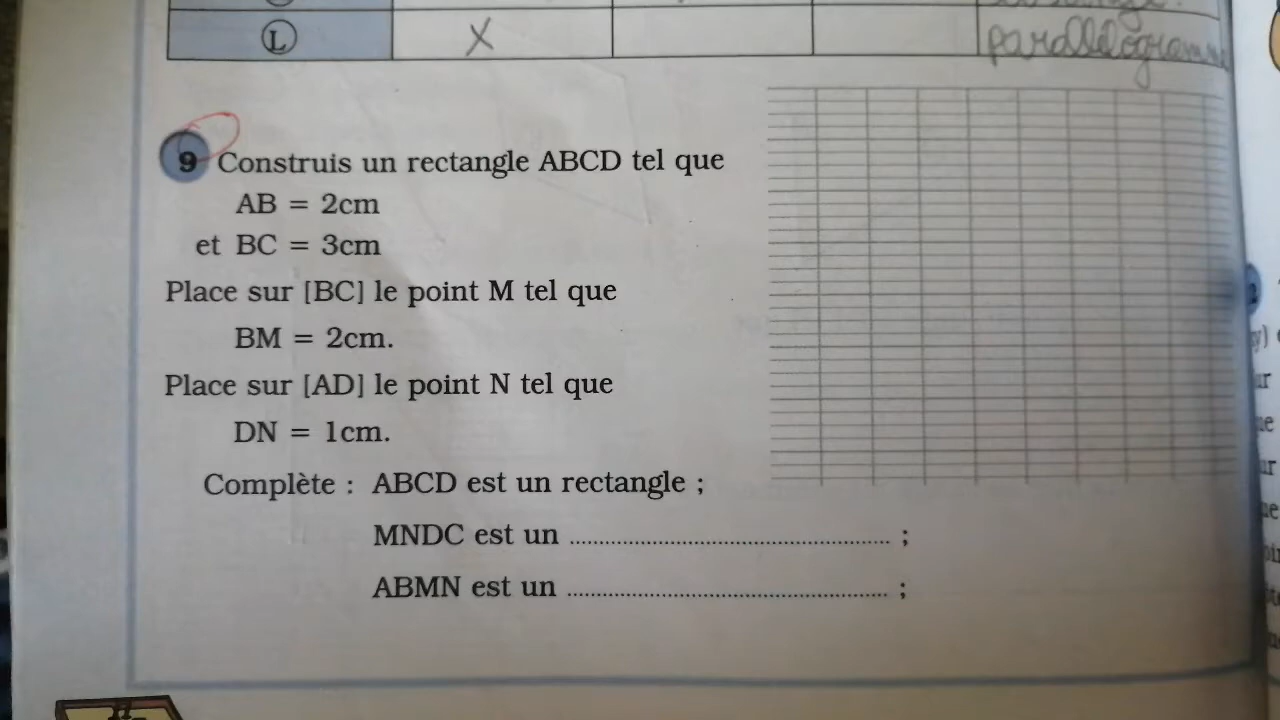 L X parallélogramme
9 Construis un rectangle ABCD tel que
AB = 2cm
et BC = 3cm
Place sur [BC] le point M tel que
BM = 2cm.
Place sur [AD] le point N tel que
DN = 1cm.
Complète : ABCD est un rectangle ;
MNDC est un ........................................ ;
ABMN est un ........................................ ;